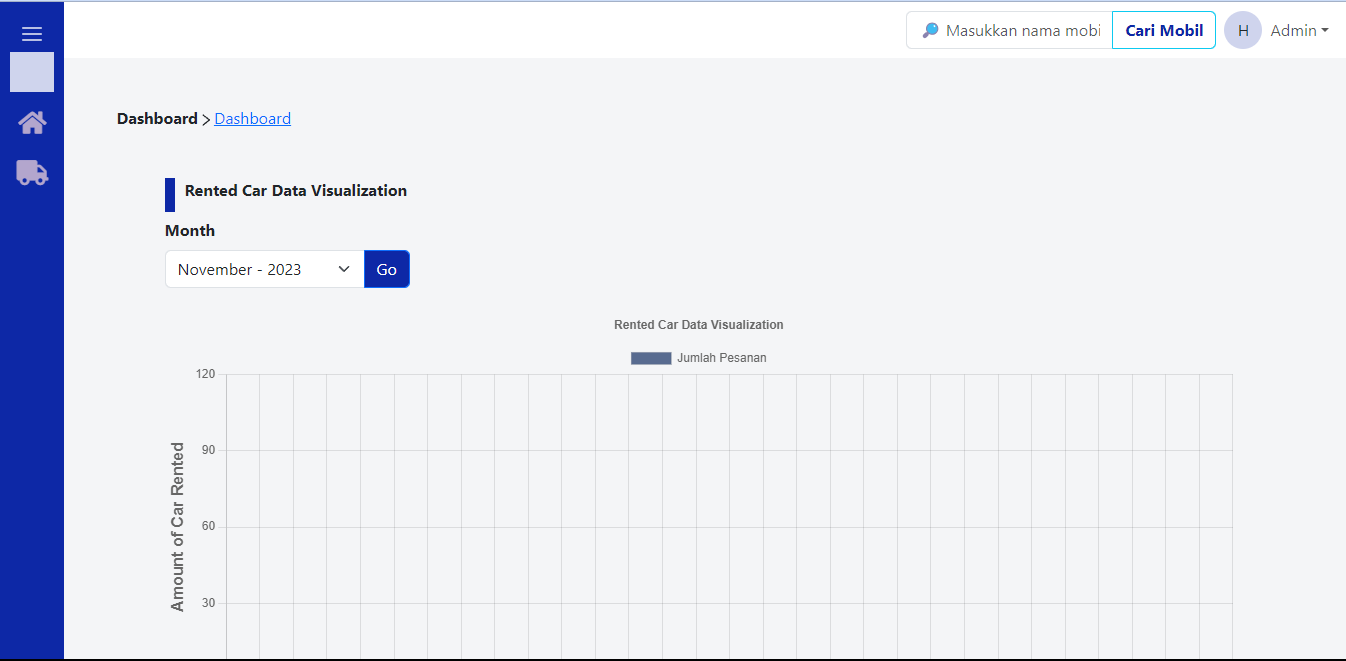 Masukkan nama mobi
Cari Mobil
H
Admin
Dashboard > Dashboard
Rented Car Data Visualization
Month
November - 2023
Go
Rented Car Data Visualization
Jumlah Pesanan
120
90
60
30
Amount of Car Rented